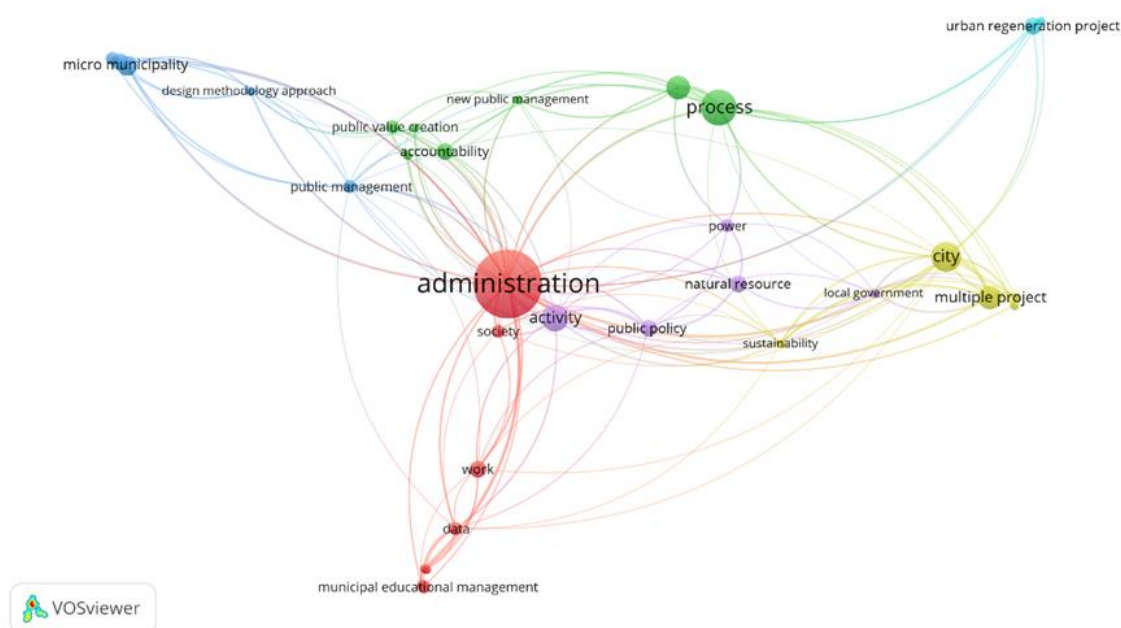 urban regeneration project
micro municipality
design methodology approach
new public management
process
public value creation
accountability
public management
power
city
administration
natural resource
local government
multiple project
activity
society
public policy
sustainability
work
data
municipal educational management
VOSviewer